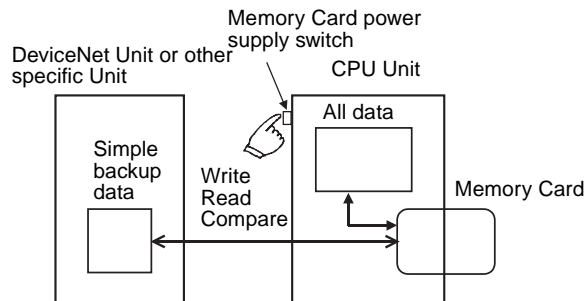 Memory Card power
supply switch
DeviceNet Unit or other
specific Unit
CPU Unit
All data
Simple
backup
data
Write
Read
Compare
Memory Card